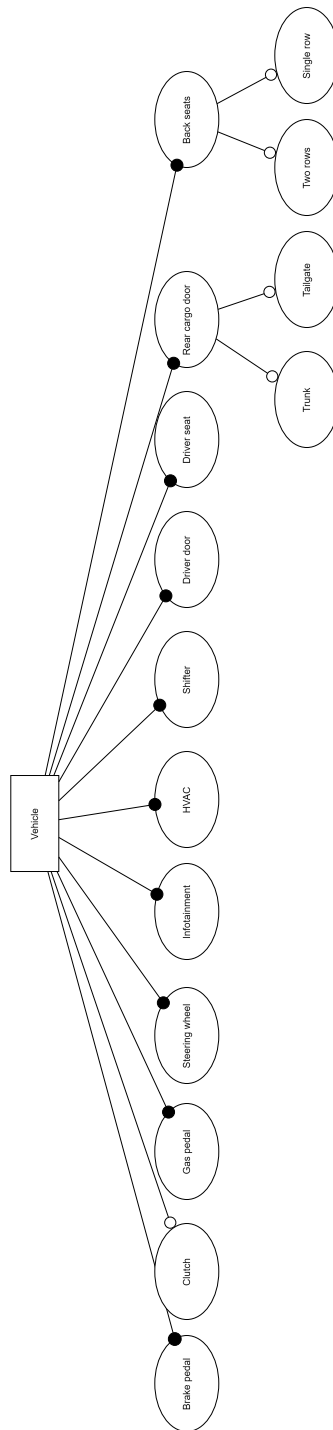 Vehicle
Brake pedal
Clutch
Gas pedal
Steering wheel
Infotainment
HVAC
Shifter
Driver door
Driver seat
Rear cargo door
Back seats
Trunk
Tailgate
Two rows
Single row